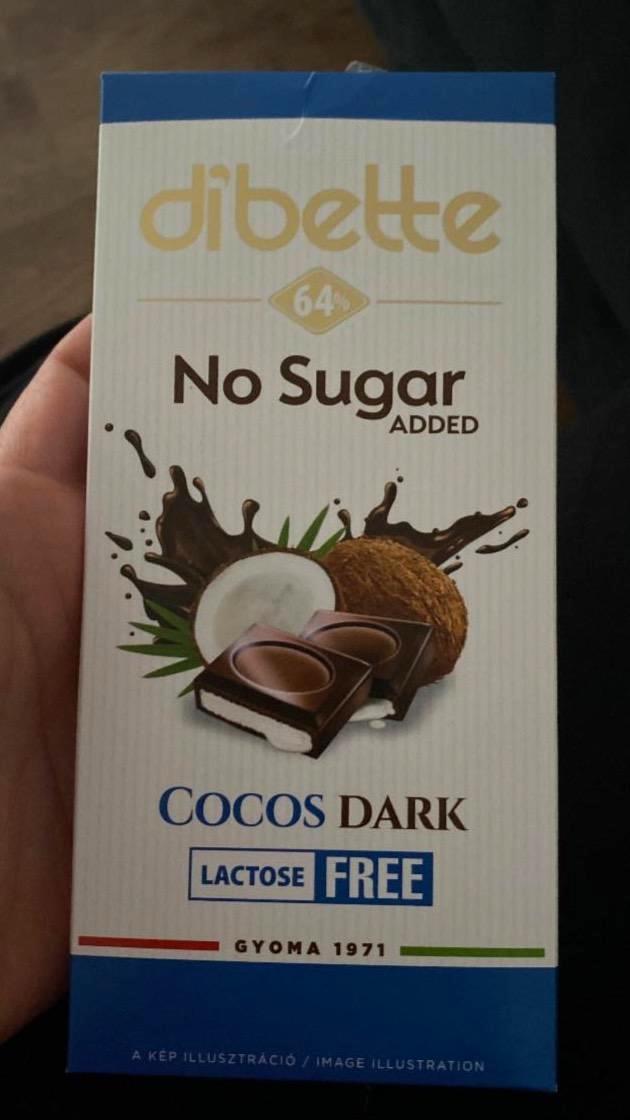 dibette
64%
No Sugar
ADDED
COCOS DARK
LACTOSE FREE
GYOMA 1971
A KÉP ILLUSZTRÁCIÓ / IMAGE ILLUSTRATION